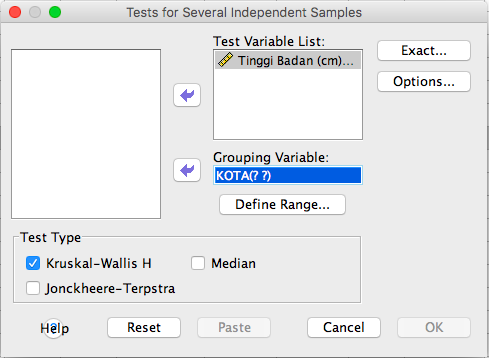 Tests for Several Independent Samples
Test Variable List:
Tinggi Badan (cm)...
Exact...
Options...
Grouping Variable:
KOTA(? ?)
Define Range...
Test Type
Kruskal-Wallis H
Median
Jonckheere-Terpstra
Help
Reset
Paste
Cancel
OK